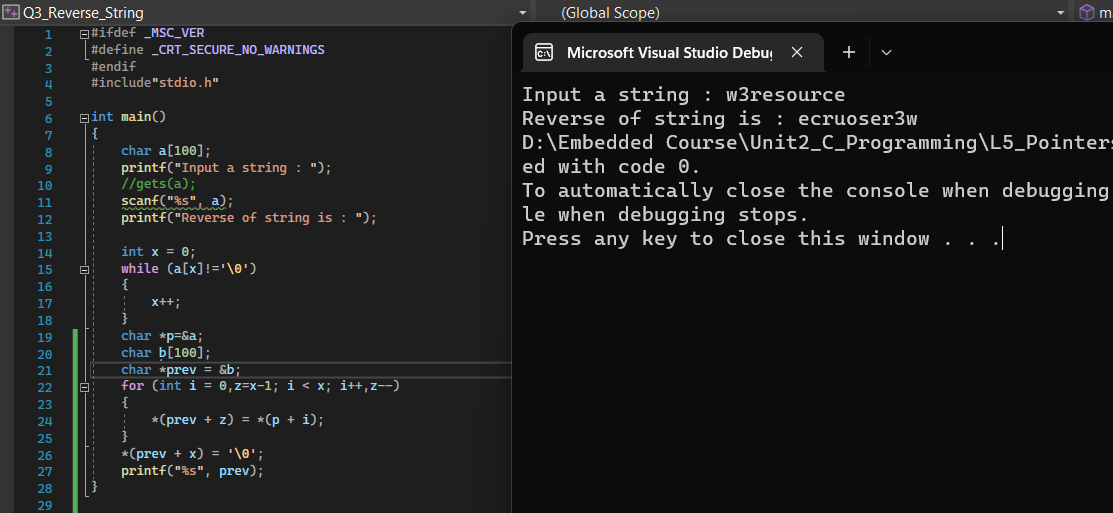 Q3_Reverse_String
(Global Scope)
m
1 #ifdef _MSC_VER
2 #define _CRT_SECURE_NO_WARNINGS
3 #endif
4 #include"stdio.h"
5
6 int main()
7 {
8 char a[100];
9 printf("Input a string : ");
10 //gets(a);
11 scanf("%s", a);
12 printf("Reverse of string is : ");
13
14 int x = 0;
15 while (a[x]!='\0')
16 {
17 x++;
18 }
19 char *p=&a;
20 char b[100];
21 char *prev = &b;
22 for (int i = 0,z=x-1; i < x; i++,z--)
23 {
24 *(prev + z) = *(p + i);
25 }
26 *(prev + x) = '\0';
27 printf("%s", prev);
28 }
29
Microsoft Visual Studio Debug
Input a string : w3resource
Reverse of string is : ecruoser3w
D:\Embedded Course\Unit2_C_Programming\L5_Pointers
ed with code 0.
To automatically close the console when debugging
le when debugging stops.
Press any key to close this window . . .